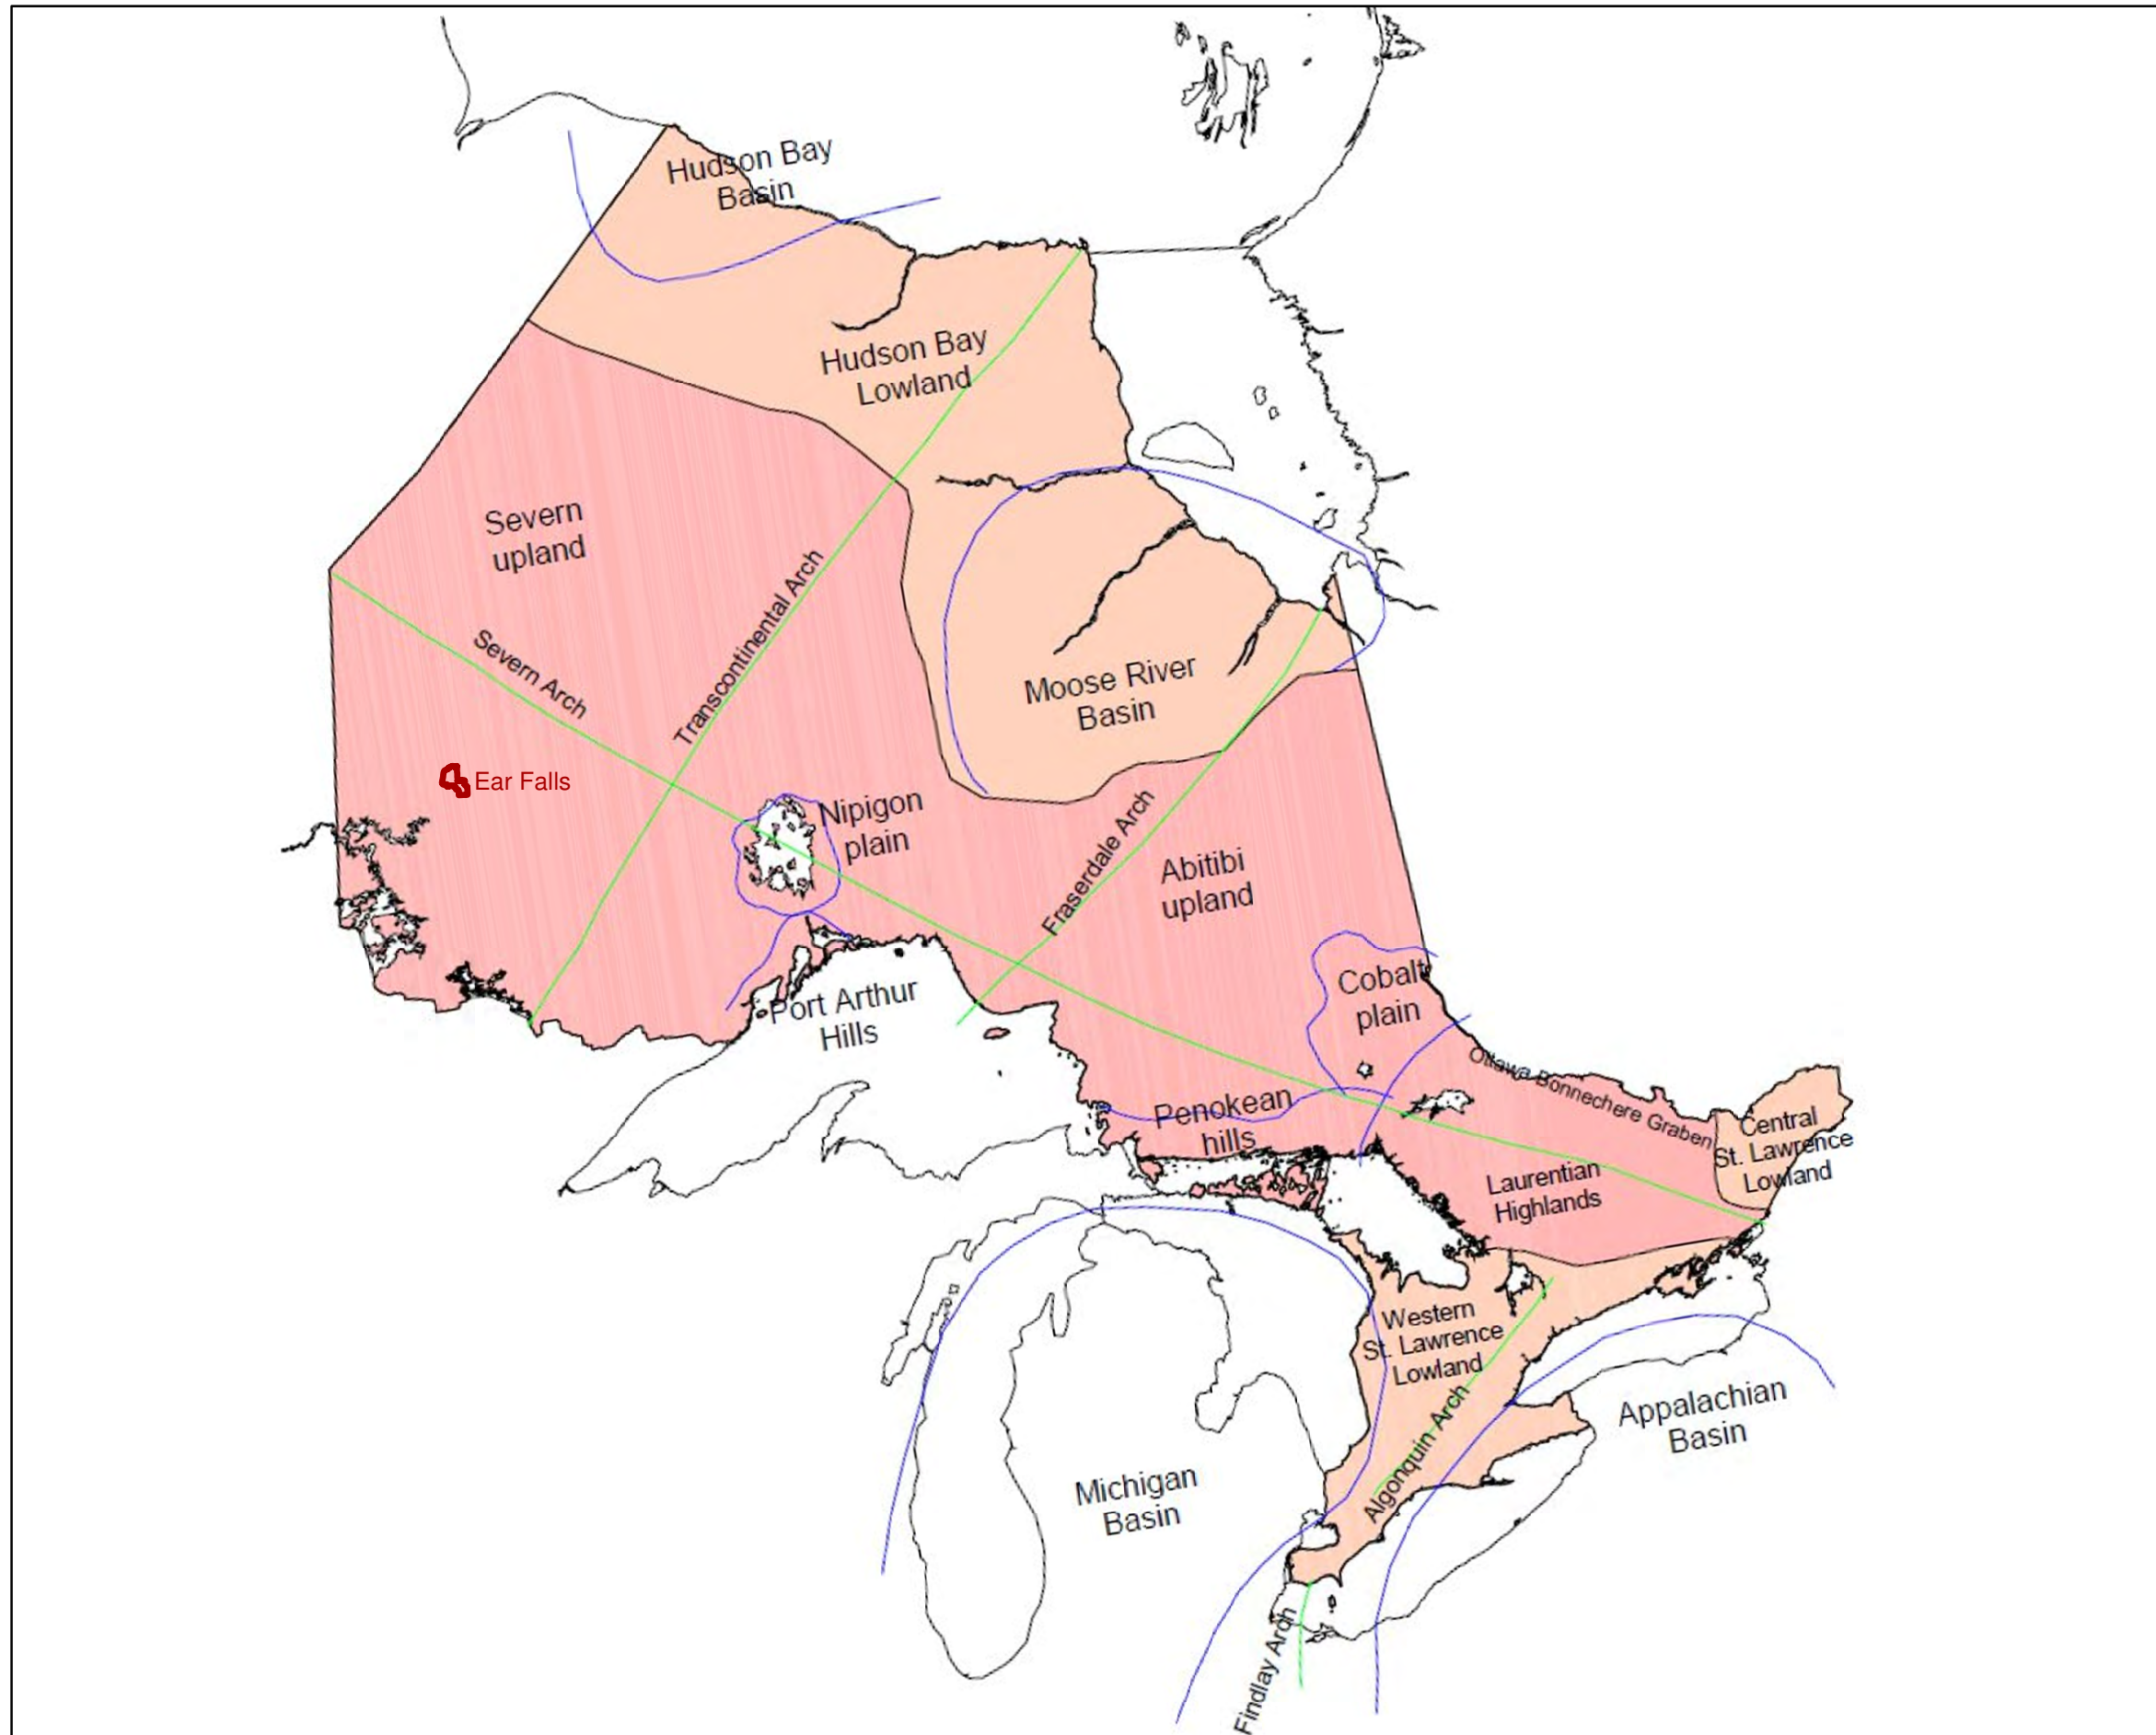 Hudson Bay
Basin
Hudson Bay
Lowland
Severn
upland
Transcontinental Arch
Severn Arch
Moose River
Basin
Ear Falls
Nipigon
plain
Fraserdale Arch
Abitibi
upland
Cobalt
plain
Port Arthur
Hills
Ottawa Bonnechere Graben
Penokean
hills
Central
St. Lawrence
Lowland
Laurentian
Highlands
Western
St. Lawrence
Lowland
Algonquin Arch
Appalachian
Basin
Michigan
Basin
Findlay Arch